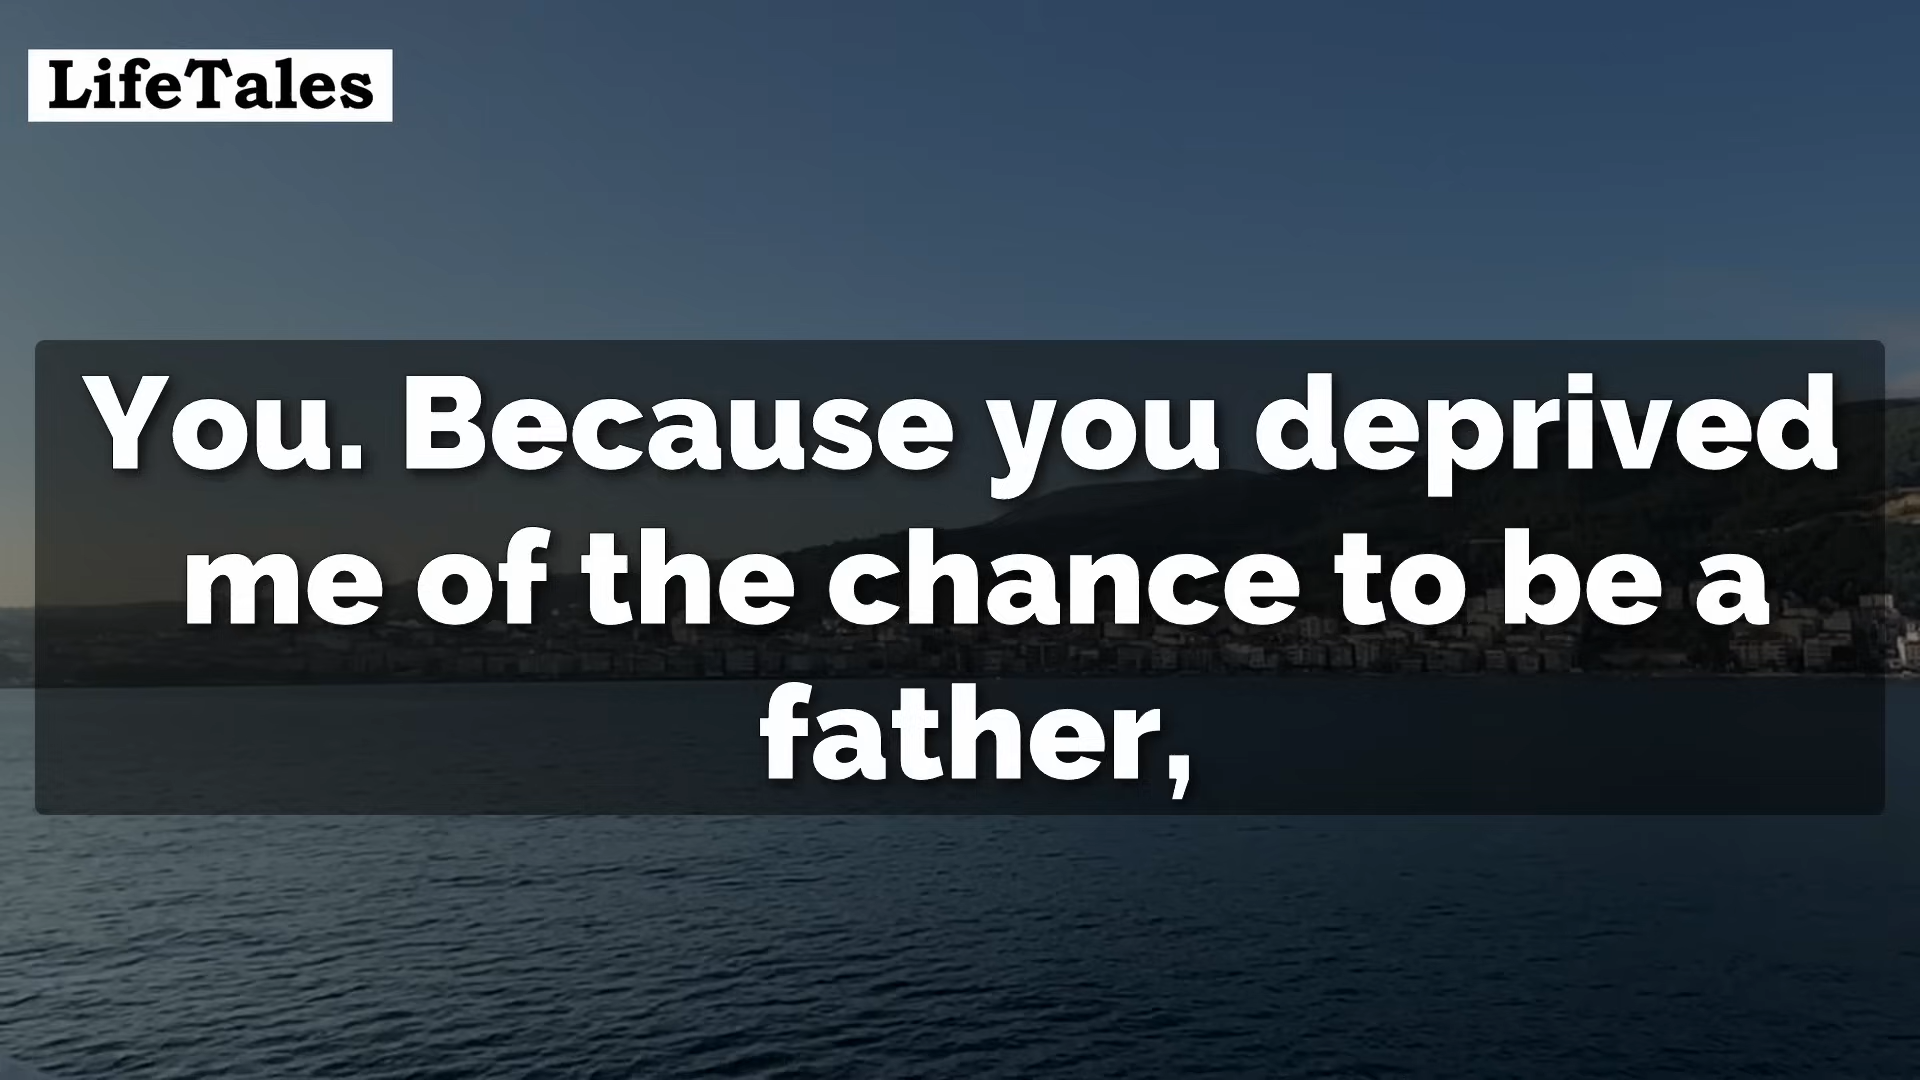 LifeTales
You. Because you deprived
me of the chance to be a
father,